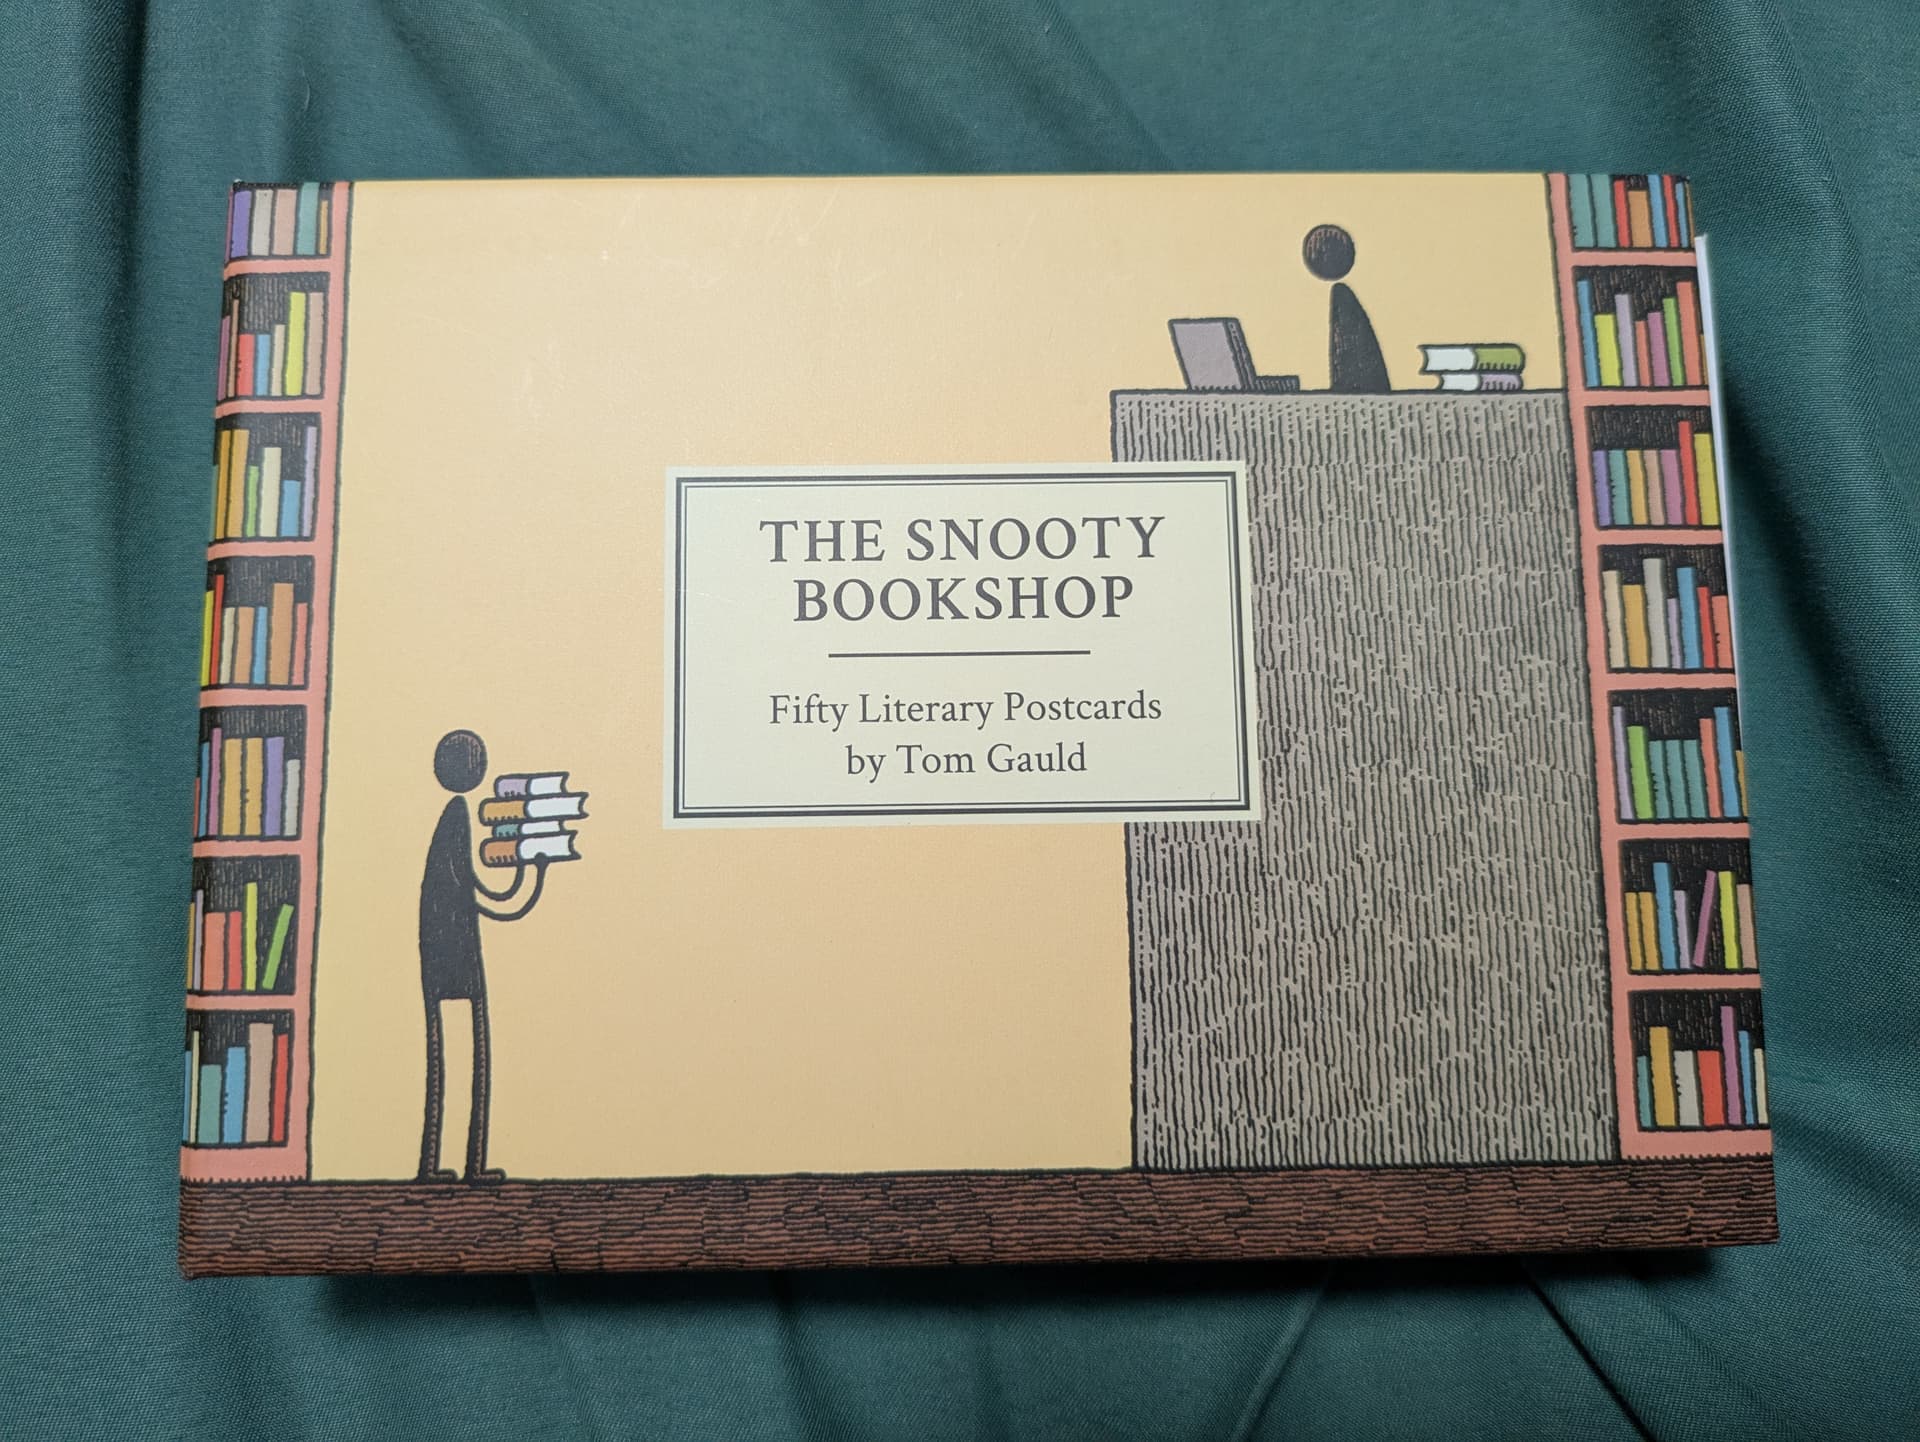 THE SNOOTY
BOOKSHOP
Fifty Literary Postcards
by Tom Gauld